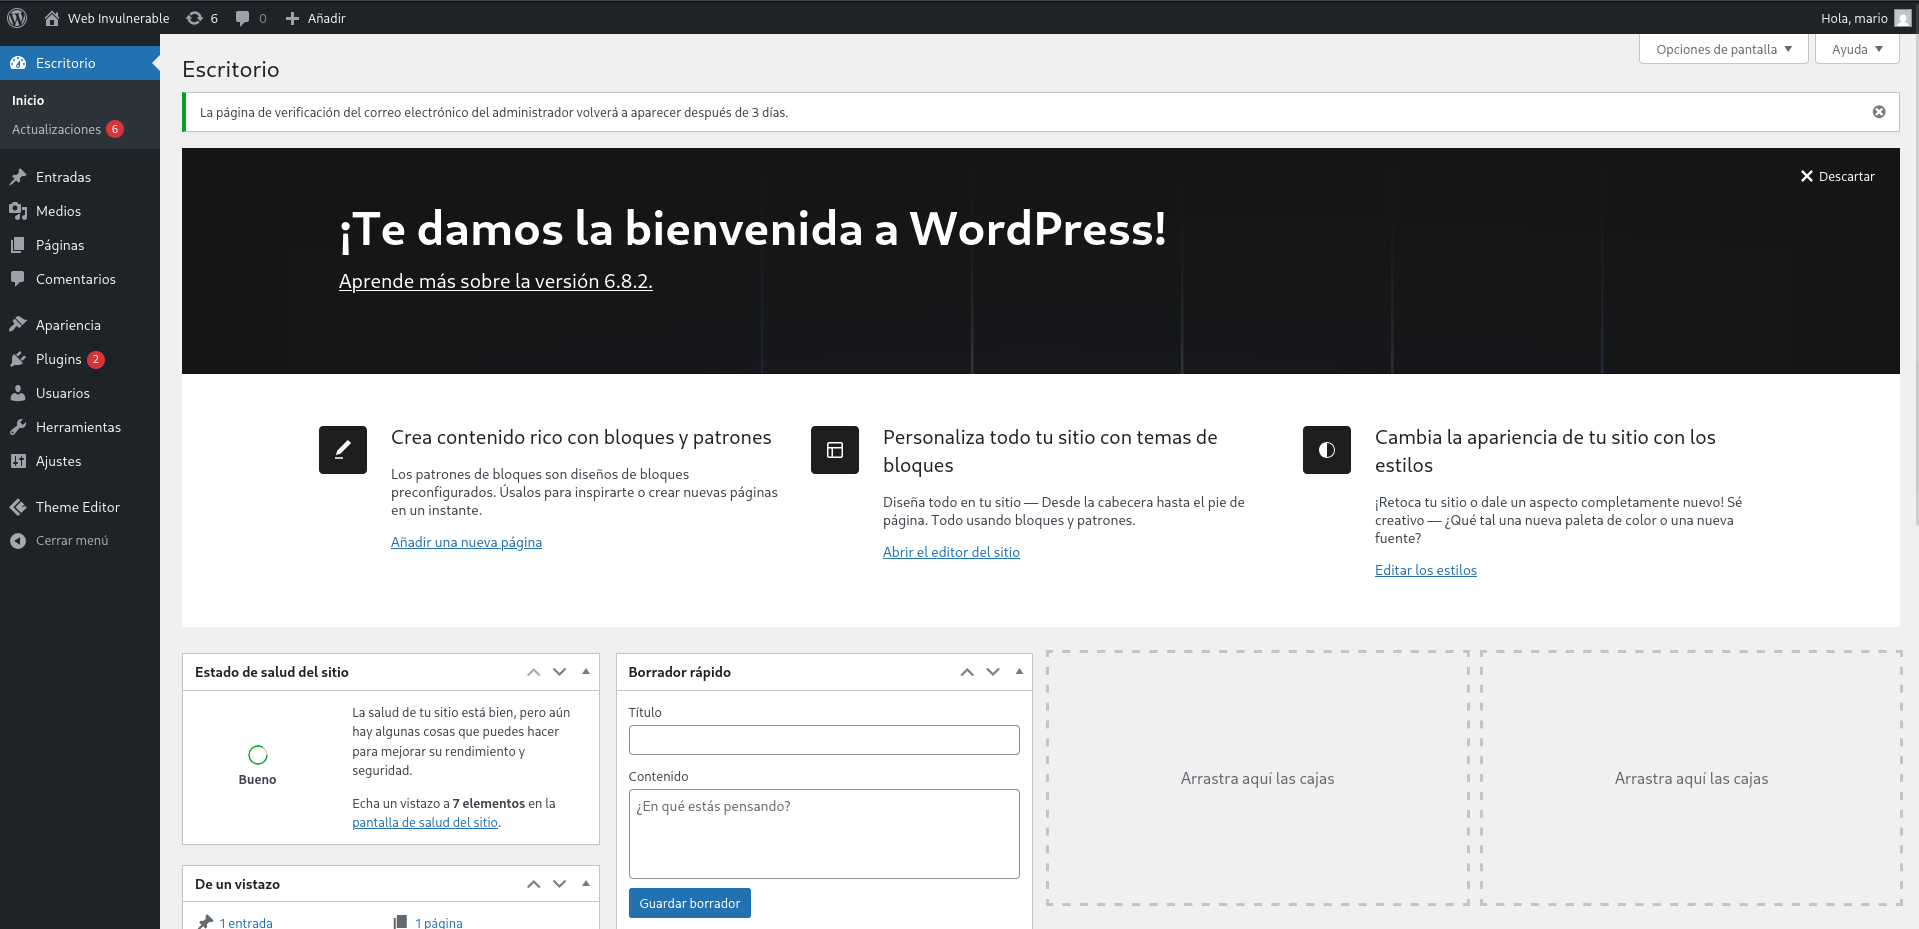 Web Invulnerable
6
0
Añadir
Hola, mario
Escritorio
Inicio
Actualizaciones 6
Entradas
Medios
Páginas
Comentarios
Apariencia
Plugins 2
Usuarios
Herramientas
Ajustes
Theme Editor
Cerrar menú
Opciones de pantalla
Ayuda
Escritorio
La página de verificación del correo electrónico del administrador volverá a aparecer después de 3 días.
Descartar
¡Te damos la bienvenida a WordPress!
Aprende más sobre la versión 6.8.2.
Crea contenido rico con bloques y patrones
Los patrones de bloques son diseños de bloques
preconfigurados. Úsalos para inspirarte o crear nuevas páginas
en un instante.
Añadir una nueva página
Personaliza todo tu sitio con temas de
bloques
Diseña todo en tu sitio — Desde la cabecera hasta el pie de
página. Todo usando bloques y patrones.
Abrir el editor del sitio
Cambia la apariencia de tu sitio con los
estilos
¡Retoca tu sitio o dale un aspecto completamente nuevo! Sé
creativo — ¿Qué tal una nueva paleta de color o una nueva
fuente?
Editar los estilos
Estado de salud del sitio
Bueno
La salud de tu sitio está bien, pero aún
hay algunas cosas que puedes hacer
para mejorar su rendimiento y
seguridad.
Echa un vistazo a 7 elementos en la
pantalla de salud del sitio.
De un vistazo
1 entrada
1 página
Borrador rápido
Título
Contenido
¿En qué estás pensando?
Guardar borrador
Arrastra aquí las cajas
Arrastra aquí las cajas